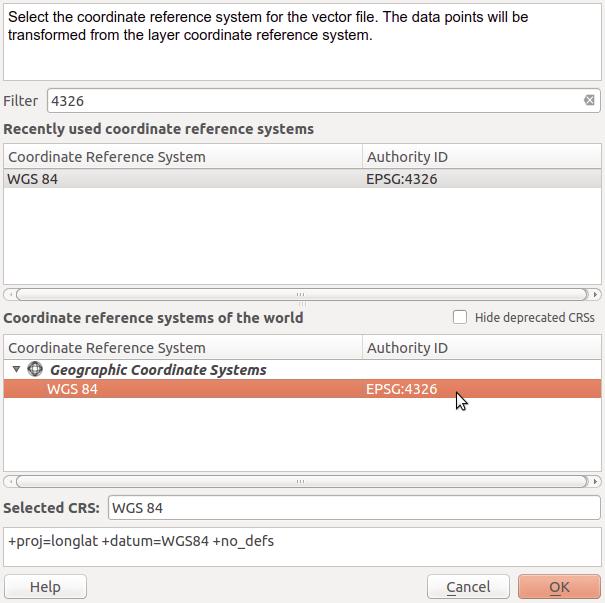 Select the coordinate reference system for the vector file. The data points will be
transformed from the layer coordinate reference system.
Filter 4326
Recently used coordinate reference systems
Coordinate Reference System Authority ID
WGS 84 EPSG:4326
Coordinate reference systems of the world Hide deprecated CRSs
Coordinate Reference System Authority ID
Geographic Coordinate Systems
WGS 84 EPSG:4326
Selected CRS: WGS 84
+proj=longlat +datum=WGS84 +no_defs
Help Cancel OK